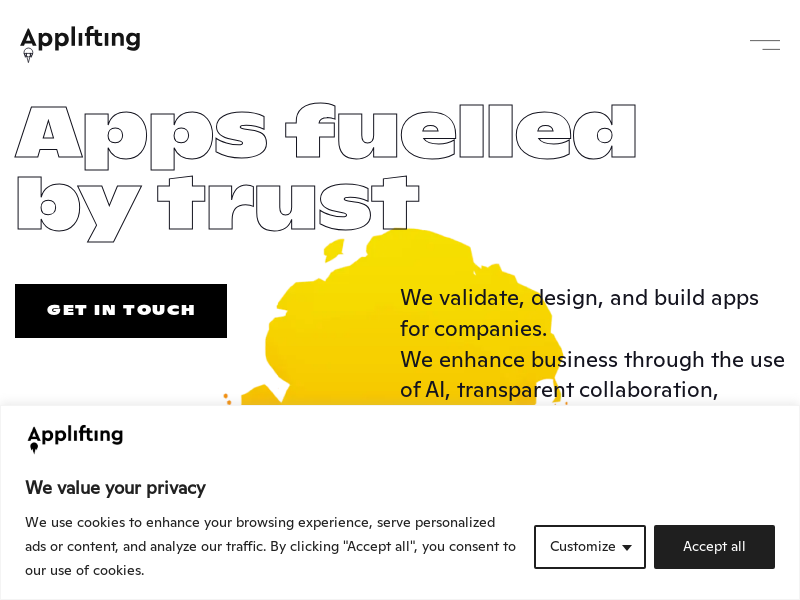 Applifting
Apps fuelled
by trust
GET IN TOUCH
We validate, design, and build apps
for companies.
We enhance business through the use
of AI, transparent collaboration,
Applifting
We value your privacy
We use cookies to enhance your browsing experience, serve personalized
ads or content, and analyze our traffic. By clicking "Accept all", you consent to
our use of cookies.
Customize
Accept all